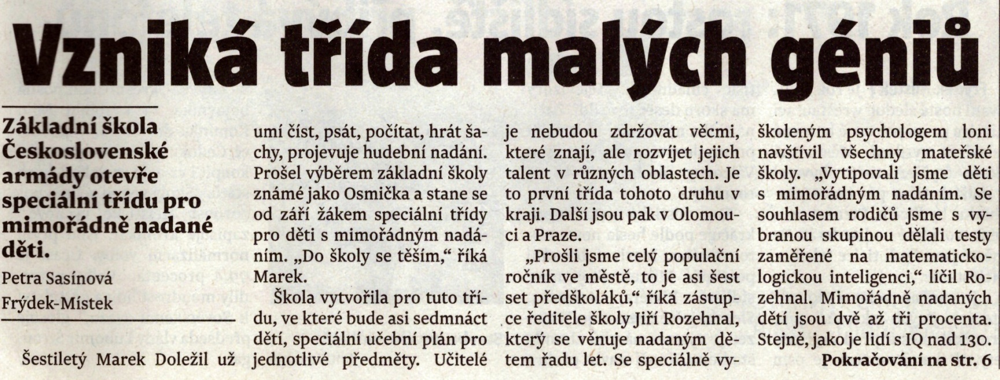 Vzniká třída malých géniů
Základní škola
Československé
armády otevře
speciální třídu pro
mimořádně nadané
děti.
Petra Sasínová
Frýdek-Místek
Šestiletý Marek Doležil už
umí číst, psát, počítat, hrát ša-
chy, projevuje hudební nadání.
Prošel výběrem základní školy
známé jako Osmička a stane se
od září žákem speciální třídy
pro děti s mimořádným nadá-
ním. „Do školy se těším,“ říká
Marek.
Škola vytvořila pro tuto tří-
du, ve které bude asi sedmnáct
dětí, speciální učební plán pro
jednotlivé předměty. Učitelé
je nebudou zdržovat věcmi,
které znají, ale rozvíjet jejich
talent v různých oblastech. Je
to první třída tohoto druhu v
kraji. Další jsou pak v Olomou-
ci a Praze.
„Prošli jsme celý populační
ročník ve městě, to je asi šest
set předškoláků,“ říká zástup-
ce ředitele školy Jiří Rozehnal,
který se věnuje nadaným dě-
tem řadu let. Se speciálně vy-
školeným psychologem loni
navštívil všechny mateřské
školy. „Vytipovali jsme děti
s mimořádným nadáním. Se
souhlasem rodičů jsme s vy-
branou skupinou dělali testy
zaměřené na matematicko-
logickou inteligenci,“ líčil Ro-
zehnal. Mimořádně nadaných
dětí jsou dvě až tři procenta.
Stejně, jako je lidí s IQ nad 130.
Pokračování na str. 6